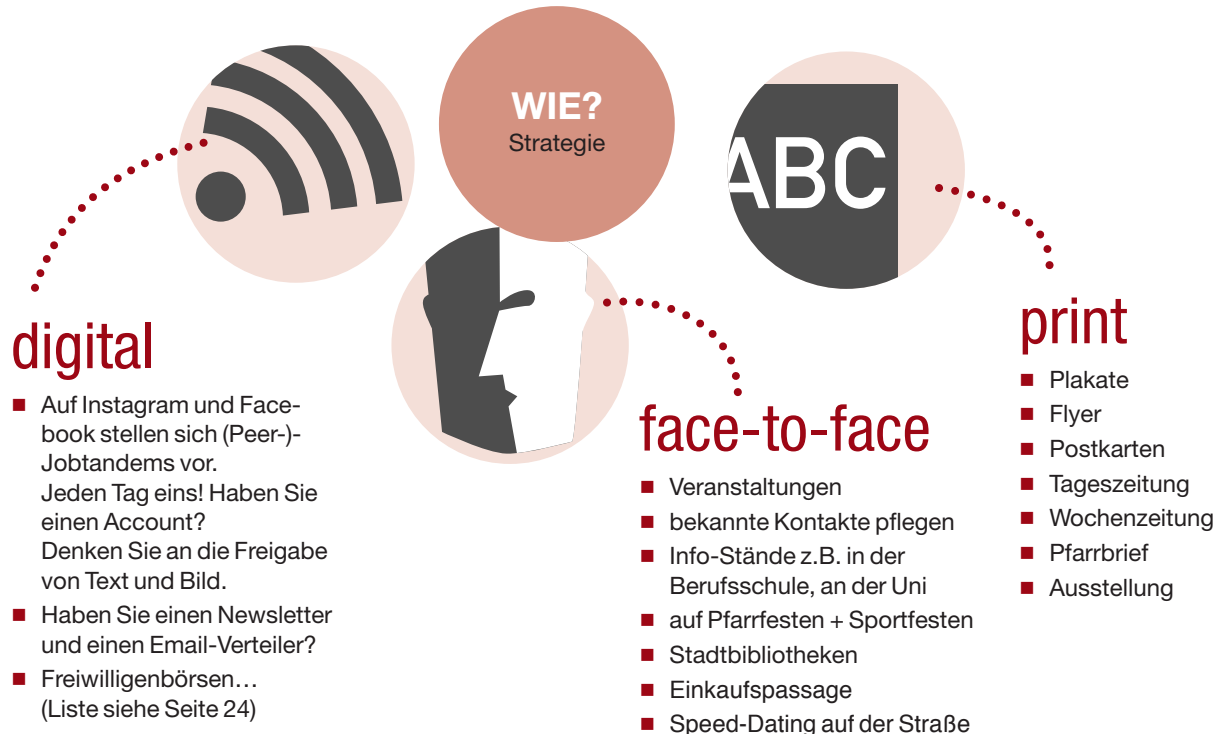 WIE?
Strategie
ABC
digital
■ Auf Instagram und Face-
book stellen sich (Peer-)-
Jobtandems vor.
Jeden Tag eins! Haben Sie
einen Account?
Denken Sie an die Freigabe
von Text und Bild.
■ Haben Sie einen Newsletter
und einen Email-Verteiler?
■ Freiwilligenbörsen…
(Liste siehe Seite 24)
face-to-face
■ Veranstaltungen
■ bekannte Kontakte pflegen
■ Info-Stände z.B. in der
Berufsschule, an der Uni
■ auf Pfarrfesten + Sportfesten
■ Stadtbibliotheken
■ Einkaufspassage
■ Speed-Dating auf der Straße
print
■ Plakate
■ Flyer
■ Postkarten
■ Tageszeitung
■ Wochenzeitung
■ Pfarrbrief
■ Ausstellung